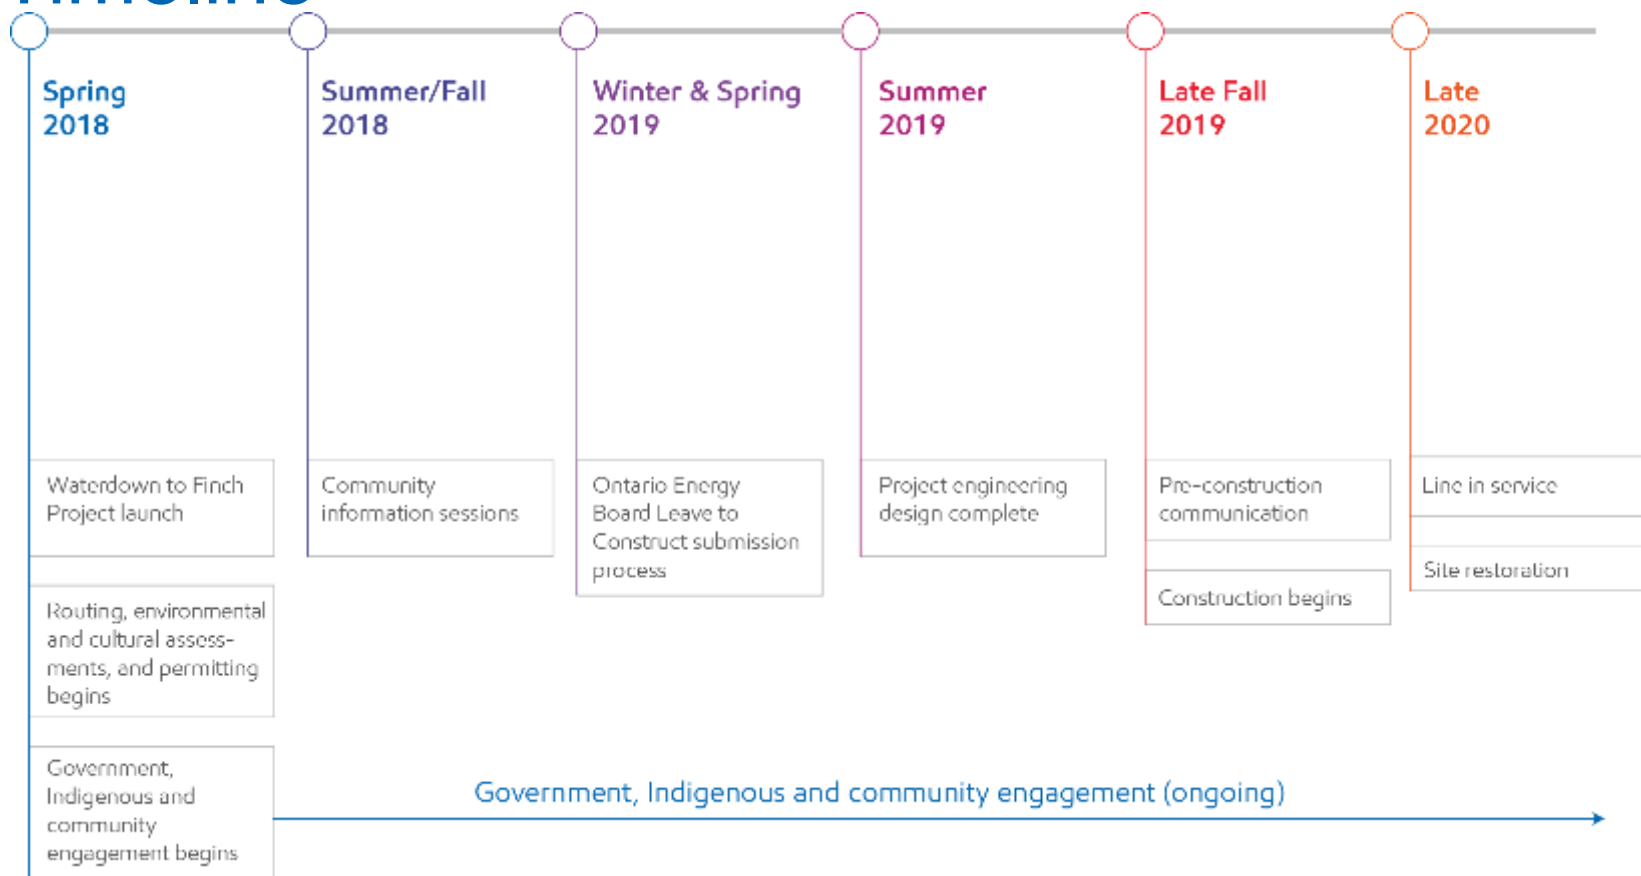 Timeline
Spring
2018
Summer/Fall
2018
Winter & Spring
2019
Summer
2019
Late Fall
2019
Late
2020
Waterdown to Finch
Project launch
Routing, environmental
and cultural assess-
ments, and permitting
begins
Government,
Indigenous and
community
engagement begins
Community
information sessions
Ontario Energy
Board Leave to
Construct submission
process
Project engineering
design complete
Pre-construction
communication
Construction begins
Line in service
Site restoration
Government, Indigenous and community engagement (ongoing)